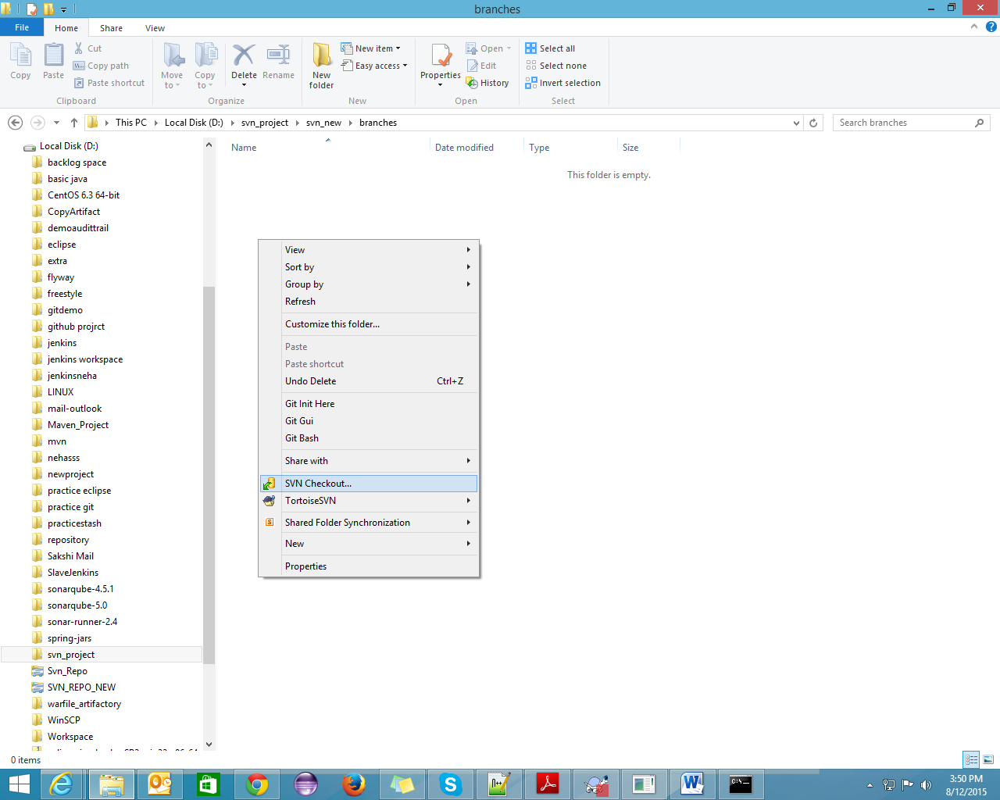 branches
File
Home
Share
View
Copy
Paste
Cut
Copy path
Paste shortcut
Clipboard
Move to
Copy to
Delete
Rename
Organize
New folder
New item
Easy access
New
Properties
Open
Edit
History
Open
Select all
Select none
Invert selection
Select
This PC
Local Disk (D:)
svn_project
svn_new
branches
Search branches
Local Disk (D:)
backlog space
basic java
CentOS 6.3 64-bit
CopyArtifact
demoaudittrail
eclipse
extra
flyway
freestyle
gitdemo
github projrct
jenkins
jenkins workspace
jenkinsneha
LINUX
mail-outlook
Maven_Project
mvn
nehasss
newproject
practice eclipse
practice git
practicestash
repository
Sakshi Mail
SlaveJenkins
sonarqube-4.5.1
sonarqube-5.0
sonar-runner-2.4
spring-jars
svn_project
Svn_Repo
SVN_REPO_NEW
warfile_artifactory
WinSCP
Workspace
Name
Date modified
Type
Size
This folder is empty.
View
Sort by
Group by
Refresh
Customize this folder...
Paste
Paste shortcut
Undo Delete Ctrl+Z
Git Init Here
Git Gui
Git Bash
Share with
SVN Checkout...
TortoiseSVN
Shared Folder Synchronization
New
Properties
0 items
3:50 PM
8/12/2015